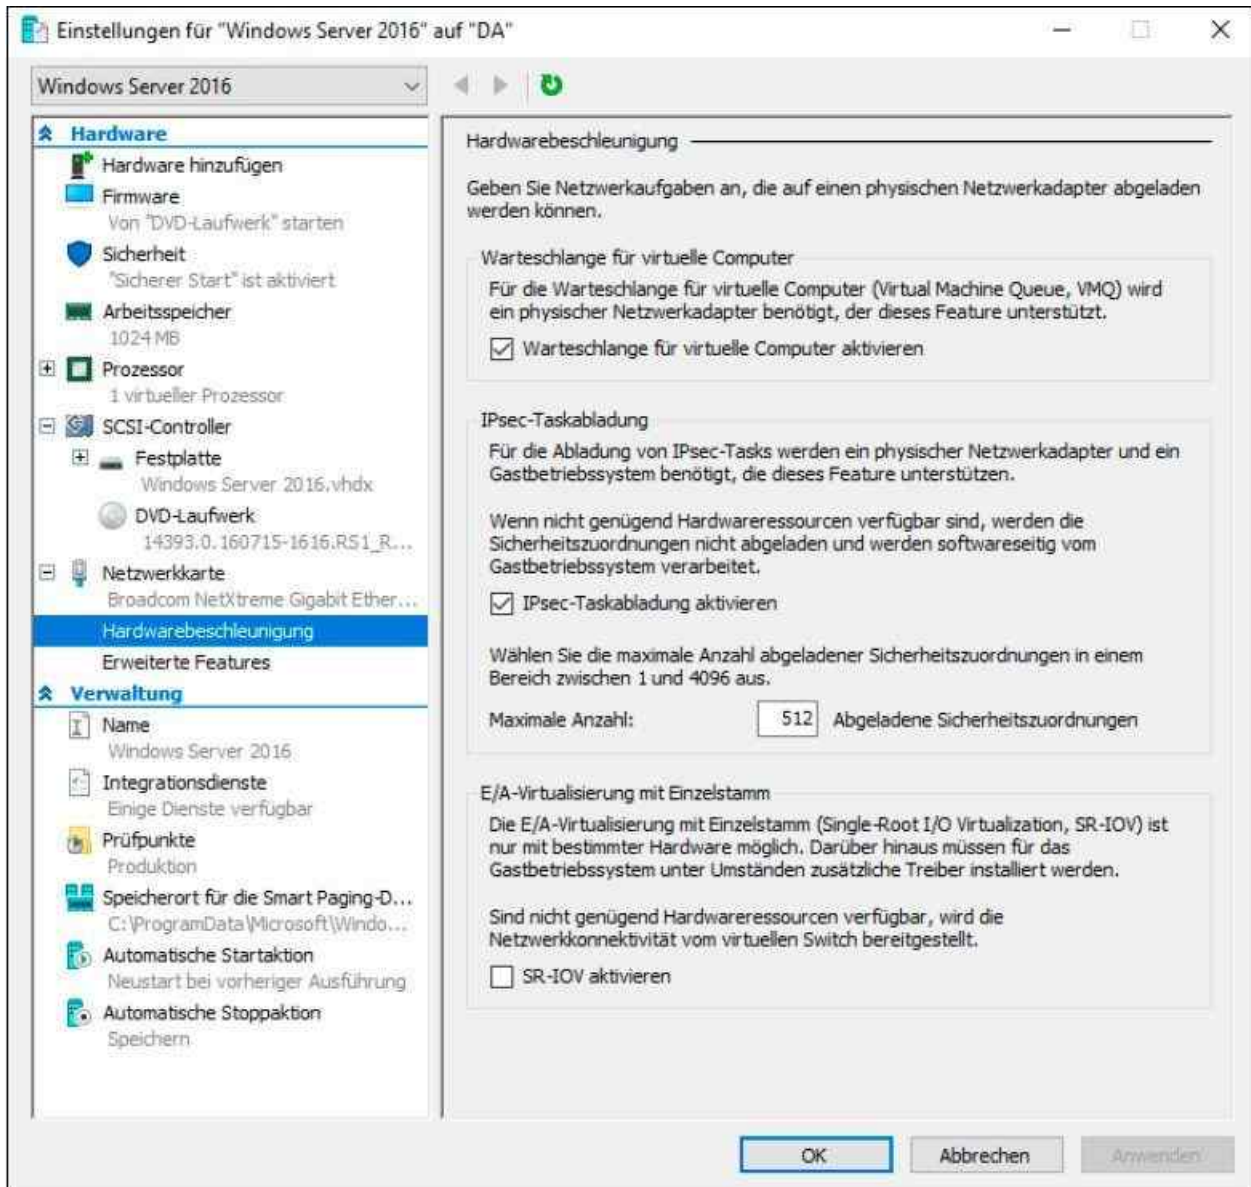 Einstellungen für "Windows Server 2016" auf "DA"
Windows Server 2016
Hardware
Hardware hinzufügen
Firmware
Von "DVD-Laufwerk" starten
Sicherheit
"Sicherer Start" ist aktiviert
Arbeitsspeicher
1024 MB
Prozessor
1 virtueller Prozessor
SCSI-Controller
Festplatte
Windows Server 2016.vhdx
DVD-Laufwerk
14393.0.160715-1616.RS1_R...
Netzwerkkarte
Broadcom NetXtreme Gigabit Ether...
Hardwarebeschleunigung
Erweiterte Features
Verwaltung
Name
Windows Server 2016
Integrationsdienste
Einige Dienste verfügbar
Prüfpunkte
Produktion
Speicherort für die Smart Paging-D...
C:\ProgramData\Microsoft\Windo...
Automatische Startaktion
Neustart bei vorheriger Ausführung
Automatische Stoppaktion
Speichern
Hardwarebeschleunigung
Geben Sie Netzwerkaufgaben an, die auf einen physischen Netzwerkadapter abgeladen
werden können.
Warteschlange für virtuelle Computer
Für die Warteschlange für virtuelle Computer (Virtual Machine Queue, VMQ) wird
ein physischer Netzwerkadapter benötigt, der dieses Feature unterstützt.
Warteschlange für virtuelle Computer aktivieren
IPsec-Taskabladung
Für die Abladung von IPsec-Tasks werden ein physischer Netzwerkadapter und ein
Gastbetriebssystem benötigt, die dieses Feature unterstützen.
Wenn nicht genügend Hardwareressourcen verfügbar sind, werden die
Sicherheitszuordnungen nicht abgeladen und werden softwareseitig vom
Gastbetriebssystem verarbeitet.
IPsec-Taskabladung aktivieren
Wählen Sie die maximale Anzahl abgeladener Sicherheitszuordnungen in einem
Bereich zwischen 1 und 4096 aus.
Maximale Anzahl: 512 Abgeladene Sicherheitszuordnungen
E/A-Virtualisierung mit Einzelstamm
Die E/A-Virtualisierung mit Einzelstamm (Single-Root I/O Virtualization, SR-IOV) ist
nur mit bestimmter Hardware möglich. Darüber hinaus müssen für das
Gastbetriebssystem unter Umständen zusätzliche Treiber installiert werden.
Sind nicht genügend Hardwareressourcen verfügbar, wird die
Netzwerkkonnektivität vom virtuellen Switch bereitgestellt.
SR-IOV aktivieren
OK Abbrechen Anwenden